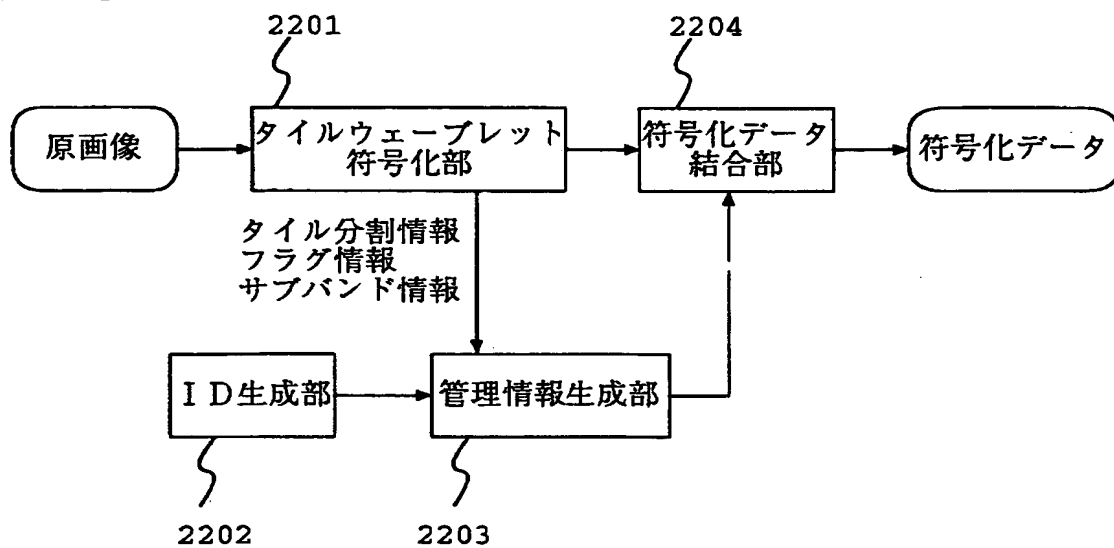 2201
2204
原画像
タイルウェーブレット
符号化部
符号化データ
結合部
符号化データ
タイル分割情報
フラグ情報
サブバンド情報
ID生成部
管理情報生成部
2202
2203